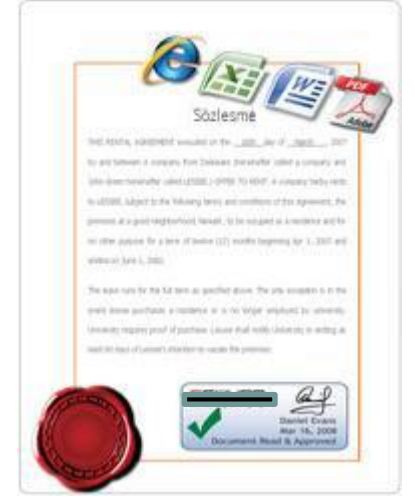 PDF
Adobe
Sözlesme
THIS RENTAL AGREEMENT executed on the day of March, 2007
by and between a company from Delaware (hereinafter called a company and
John Green hereinafter called LESSEE.) OFFER TO RENT. A company herby rents
to LESSEE, subject to the following terms and conditions of this Agreement, the
premises at a good neighborhood, Newark, to be occupied as a residence and for
no other purpose for a term of twelve (12) months beginning Apr 1, 2007 and
ending on June 1, 2002.
The lease runs for the full term as specified above. The only exception is in the
event lessee purchases a residence or is no longer employed by university.
University requires proof of purchase. Lessee shall notify University in writing at
least 60 days of Lessee's intention to vacate the premises.
Daniel Evans
Mar 16, 2008
Document Read & Approved